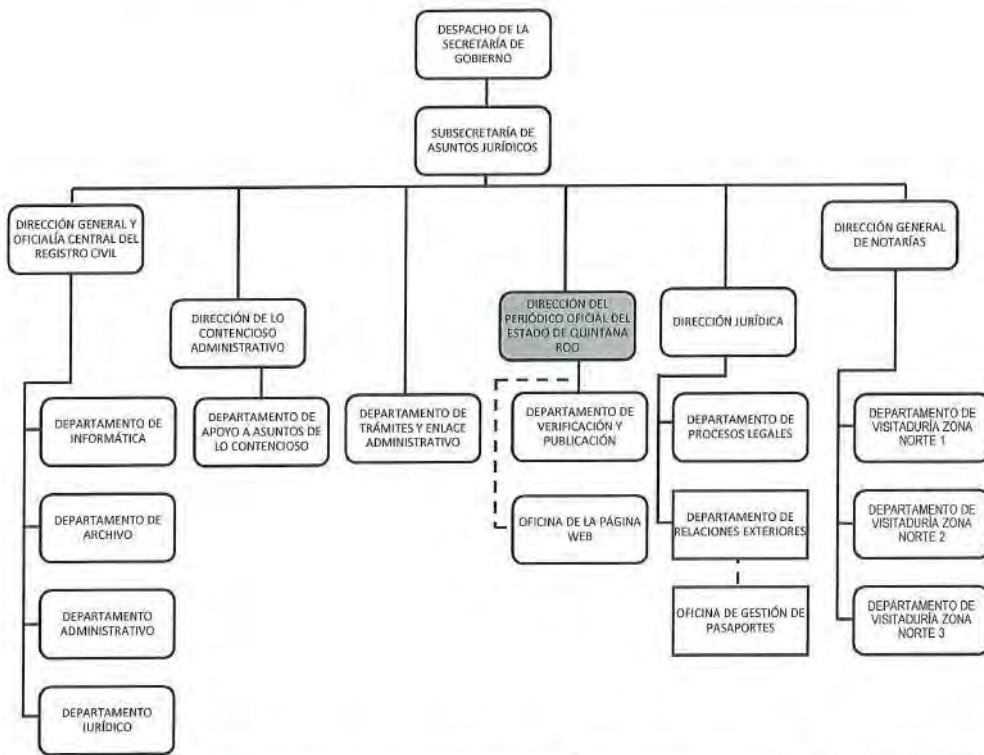 DESPACHO DE LA
SECRETARÍA DE
GOBIERNO
SUBSECRETARÍA DE
ASUNTOS JURÍDICOS
DIRECCIÓN GENERAL Y
OFICIALÍA CENTRAL DEL
REGISTRO CIVIL
DIRECCIÓN GENERAL
DE NOTARÍAS
DIRECCIÓN DE LO
CONTENCIOSO
ADMINISTRATIVO
DIRECCIÓN DEL
PERIÓDICO OFICIAL DEL
ESTADO DE QUINTANA
ROO
DIRECCIÓN JURÍDICA
DEPARTAMENTO DE
INFORMÁTICA
DEPARTAMENTO DE
APOYO A ASUNTOS DE
LO CONTENCIOSO
DEPARTAMENTO DE
TRÁMITES Y ENLACE
ADMINISTRATIVO
DEPARTAMENTO DE
VERIFICACIÓN Y
PUBLICACIÓN
DEPARTAMENTO DE
PROCESOS LEGALES
DEPARTAMENTO DE
VISITADURÍA ZONA
NORTE 1
DEPARTAMENTO DE
ARCHIVO
OFICINA DE LA PÁGINA
WEB
DEPARTAMENTO DE
RELACIONES EXTERIORES
DEPARTAMENTO DE
VISITADURÍA ZONA
NORTE 2
DEPARTAMENTO
ADMINISTRATIVO
OFICINA DE GESTIÓN DE
PASAPORTES
DEPARTAMENTO DE
VISITADURÍA ZONA
NORTE 3
DEPARTAMENTO
JURÍDICO